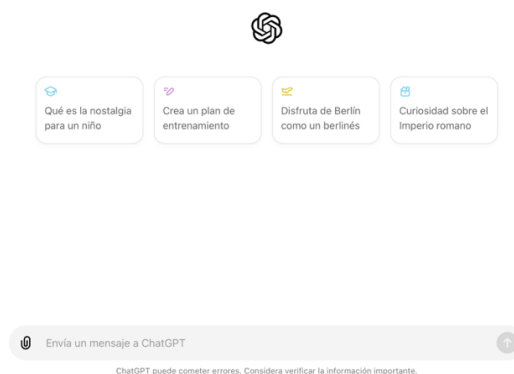 Qué es la nostalgia
para un niño
Crea un plan de
entrenamiento
Disfruta de Berlín
como un berlinés
Curiosidad sobre el
Imperio romano
Envía un mensaje a ChatGPT
ChatGPT puede cometer errores. Considera verificar la información importante.